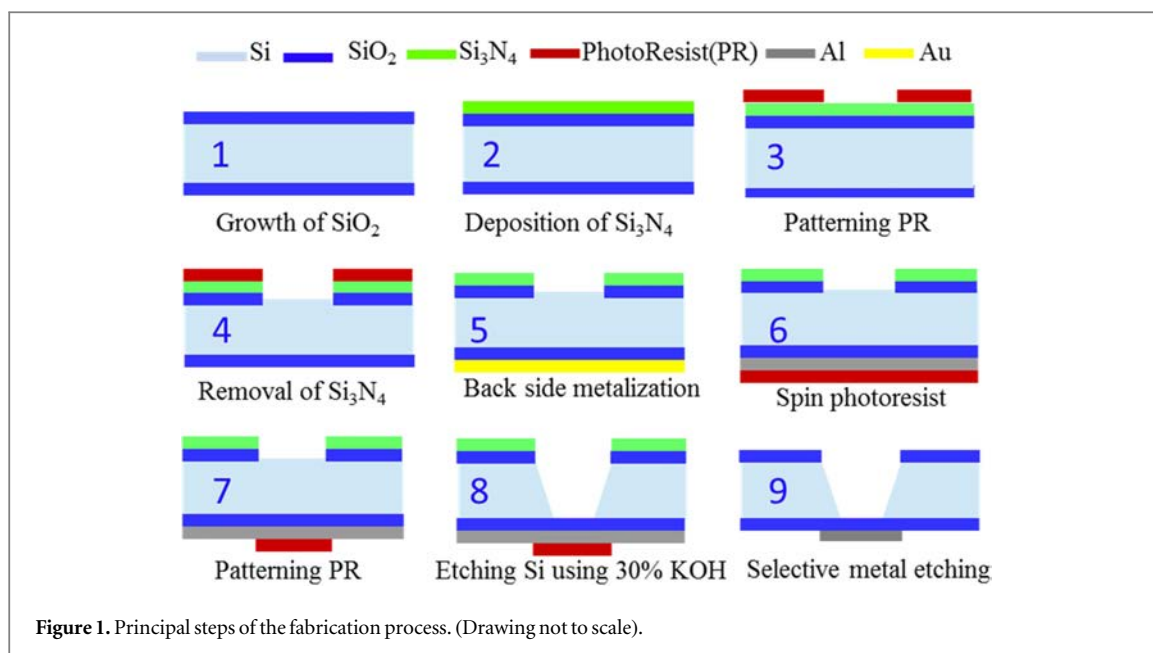 Si SiO₂ Si₃N₄ PhotoResist(PR) Al Au
1 2 3
Growth of SiO₂ Deposition of Si₃N₄ Patterning PR
4 5 6
Removal of Si₃N₄ Back side metalization Spin photoresist
7 8 9
Patterning PR Etching Si using 30% KOH Selective metal etching
Figure 1. Principal steps of the fabrication process. (Drawing not to scale).